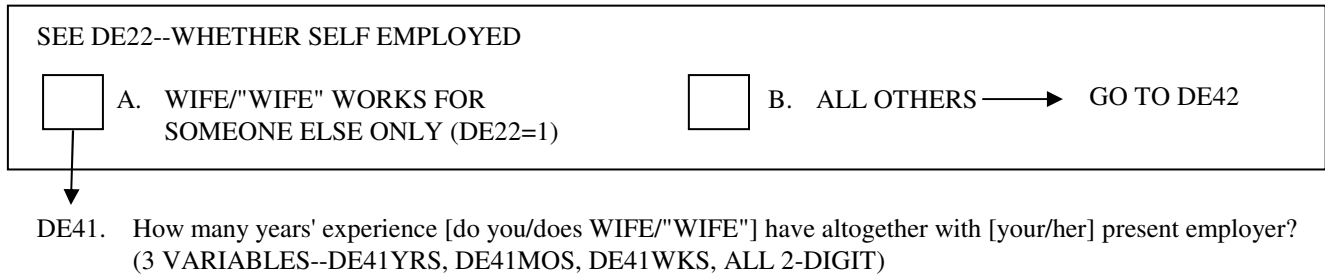 SEE DE22--WHETHER SELF EMPLOYED
A. WIFE/"WIFE" WORKS FOR
SOMEONE ELSE ONLY (DE22=1)
B. ALL OTHERS
GO TO DE42
DE41. How many years' experience [do you/does WIFE/"WIFE"] have altogether with [your/her] present employer?
(3 VARIABLES--DE41YRS, DE41MOS, DE41WKS, ALL 2-DIGIT)